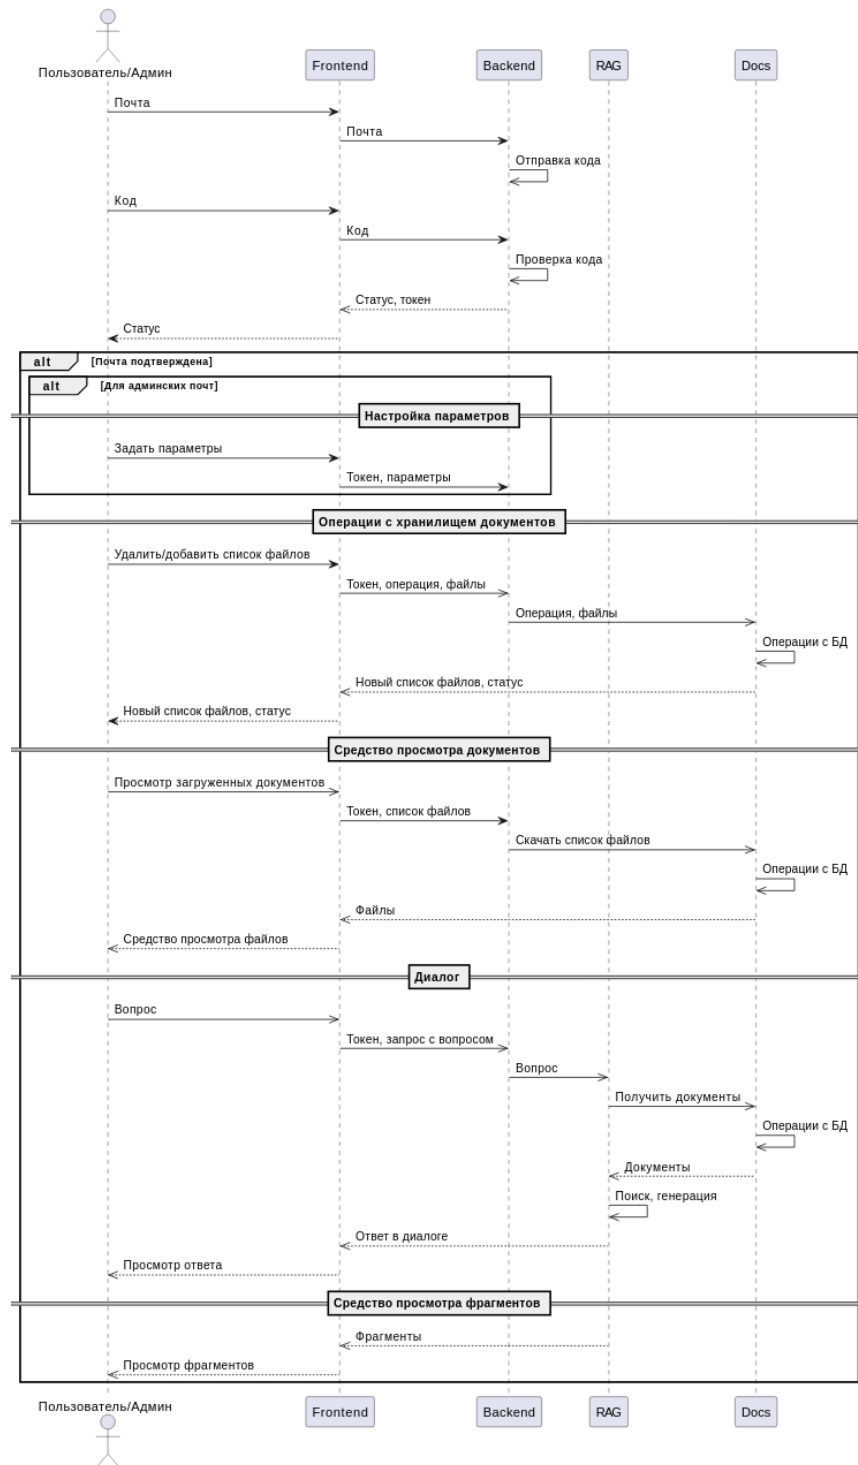 Пользователь/Админ
Frontend
Backend
RAG
Docs
Почта
Почта
Отправка кода
Код
Код
Проверка кода
Статус, токен
Статус
alt [Почта подтверждена]
alt [Для админских почт]
Настройка параметров
Задать параметры
Токен, параметры
Операции с хранилищем документов
Удалить/добавить список файлов
Токен, операция, файлы
Операция, файлы
Операции с БД
Новый список файлов, статус
Новый список файлов, статус
Средство просмотра документов
Просмотр загруженных документов
Токен, список файлов
Скачать список файлов
Операции с БД
Файлы
Средство просмотра файлов
Диалог
Вопрос
Токен, запрос с вопросом
Вопрос
Получить документы
Операции с БД
Документы
Поиск, генерация
Ответ в диалоге
Просмотр ответа
Средство просмотра фрагментов
Фрагменты
Просмотр фрагментов
Пользователь/Админ
Frontend
Backend
RAG
Docs